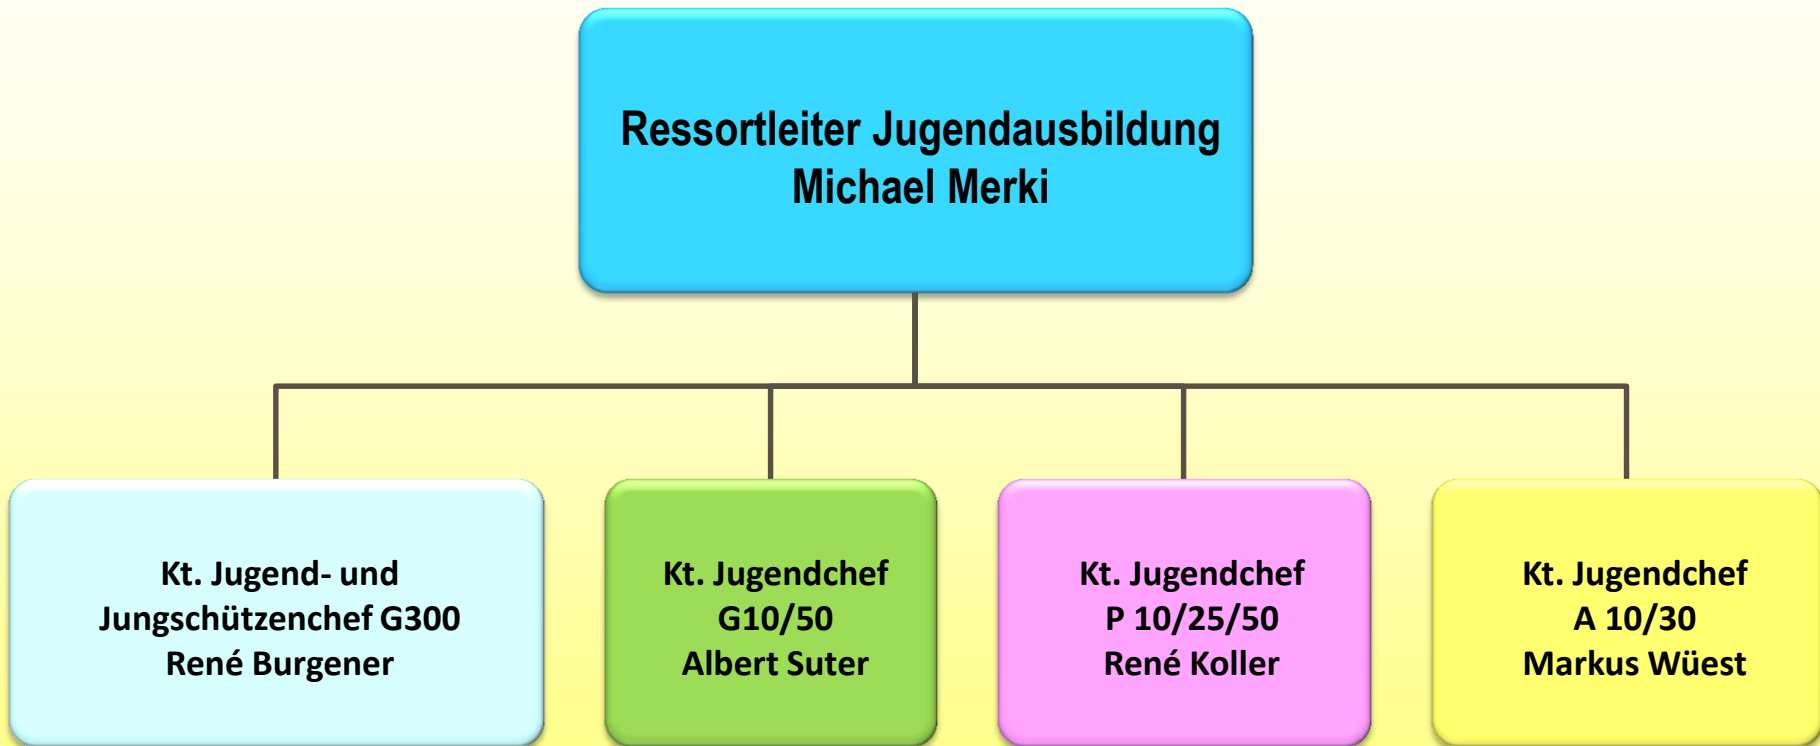 Ressortleiter Jugendausbildung
Michael Merki
Kt. Jugend- und
Jungschützenchef G300
René Burgener
Kt. Jugendchef
G10/50
Albert Suter
Kt. Jugendchef
P 10/25/50
René Koller
Kt. Jugendchef
A 10/30
Markus Wüest